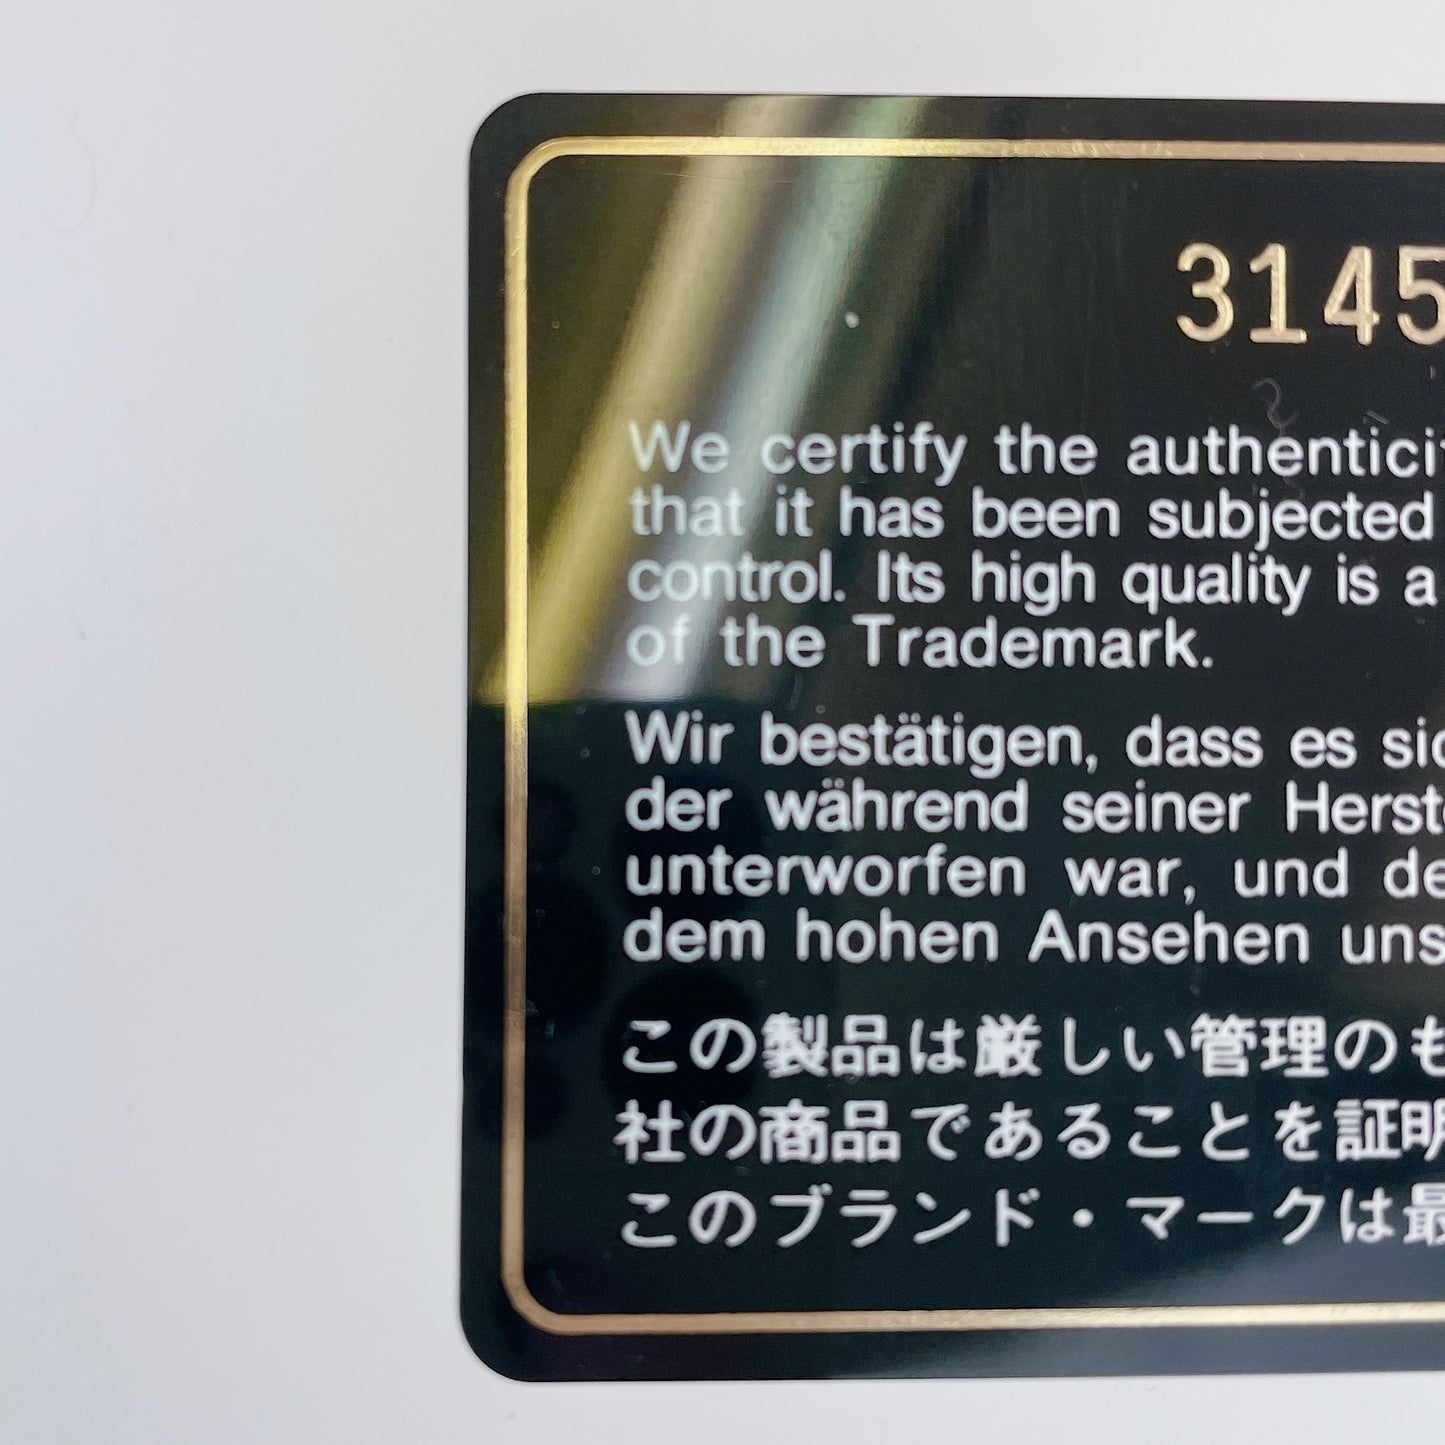 3145
We certify the authentici
that it has been subjected
control. Its high quality is a
of the Trademark.
Wir bestätigen, dass es sic
der während seiner Herste
unterworfen war, und de
dem hohen Ansehen uns
この製品は厳しい管理のも
社の商品であることを証明
このブランド・マークは最